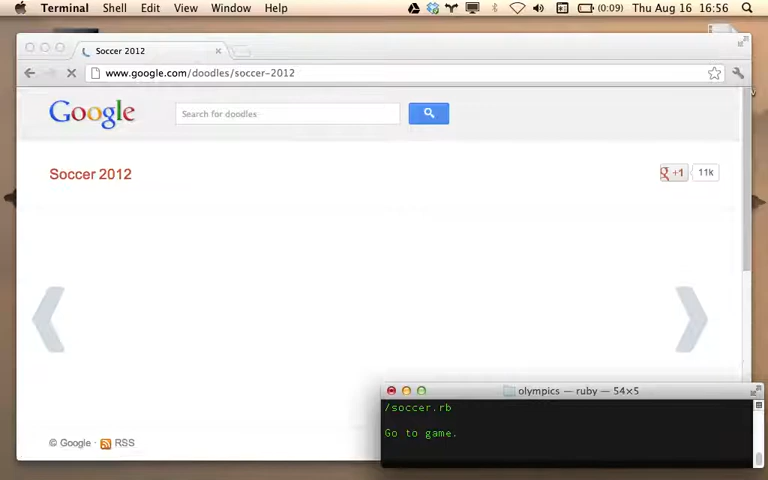 Terminal Shell Edit View Window Help (0:09) Thu Aug 16 16:56
Soccer 2012
www.google.com/doodles/soccer-2012
Google Search for doodles
Soccer 2012 g +1 11k
olympics — ruby — 54×5
/soccer.rb
Go to game.
© Google · RSS